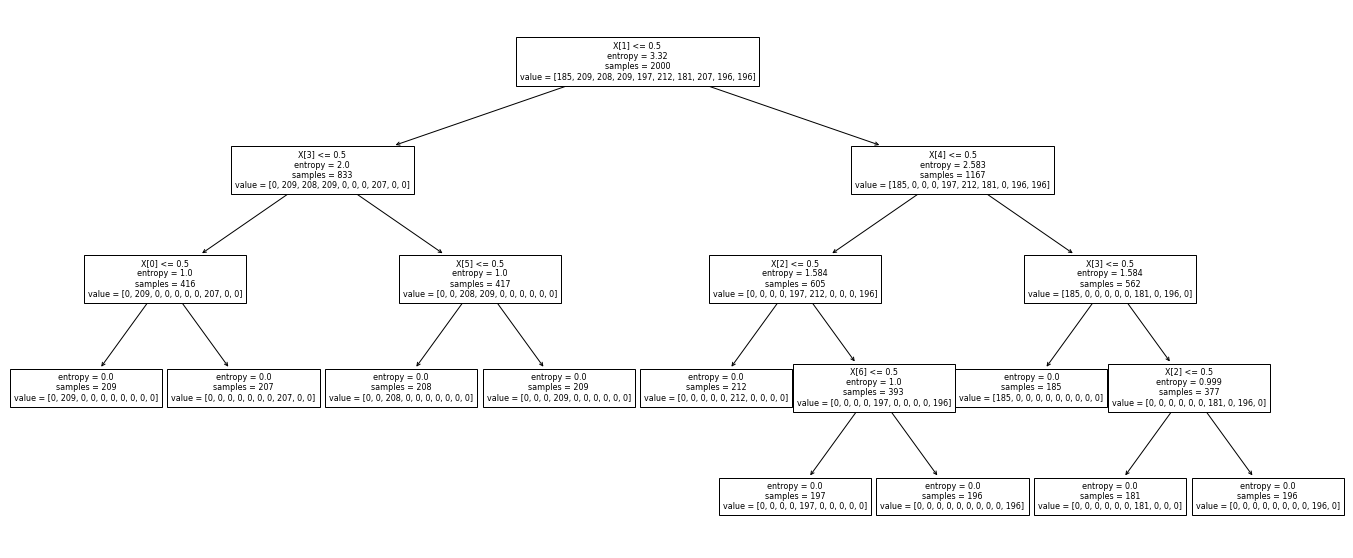 X[1] <= 0.5
entropy = 3.32
samples = 2000
value = [185, 209, 208, 209, 197, 212, 181, 207, 196, 196]
X[3] <= 0.5
entropy = 2.0
samples = 833
value = [0, 209, 208, 209, 0, 0, 0, 207, 0, 0]
X[4] <= 0.5
entropy = 2.583
samples = 1167
value = [185, 0, 0, 0, 197, 212, 181, 0, 196, 196]
X[0] <= 0.5
entropy = 1.0
samples = 416
value = [0, 209, 0, 0, 0, 0, 0, 207, 0, 0]
X[5] <= 0.5
entropy = 1.0
samples = 417
value = [0, 0, 208, 209, 0, 0, 0, 0, 0, 0]
X[2] <= 0.5
entropy = 1.584
samples = 605
value = [0, 0, 0, 0, 197, 212, 0, 0, 0, 196]
X[3] <= 0.5
entropy = 1.584
samples = 562
value = [185, 0, 0, 0, 0, 0, 181, 0, 196, 0]
entropy = 0.0
samples = 209
value = [0, 209, 0, 0, 0, 0, 0, 0, 0, 0]
entropy = 0.0
samples = 207
value = [0, 0, 0, 0, 0, 0, 0, 207, 0, 0]
entropy = 0.0
samples = 208
value = [0, 0, 208, 0, 0, 0, 0, 0, 0, 0]
entropy = 0.0
samples = 209
value = [0, 0, 0, 209, 0, 0, 0, 0, 0, 0]
entropy = 0.0
samples = 212
value = [0, 0, 0, 0, 0, 212, 0, 0, 0, 0]
X[6] <= 0.5
entropy = 1.0
samples = 393
value = [0, 0, 0, 0, 197, 0, 0, 0, 0, 196]
entropy = 0.0
samples = 185
value = [185, 0, 0, 0, 0, 0, 0, 0, 0, 0]
X[2] <= 0.5
entropy = 0.999
samples = 377
value = [0, 0, 0, 0, 0, 0, 181, 0, 196, 0]
entropy = 0.0
samples = 197
value = [0, 0, 0, 0, 197, 0, 0, 0, 0, 0]
entropy = 0.0
samples = 196
value = [0, 0, 0, 0, 0, 0, 0, 0, 0, 196]
entropy = 0.0
samples = 181
value = [0, 0, 0, 0, 0, 0, 181, 0, 0, 0]
entropy = 0.0
samples = 196
value = [0, 0, 0, 0, 0, 0, 0, 0, 196, 0]